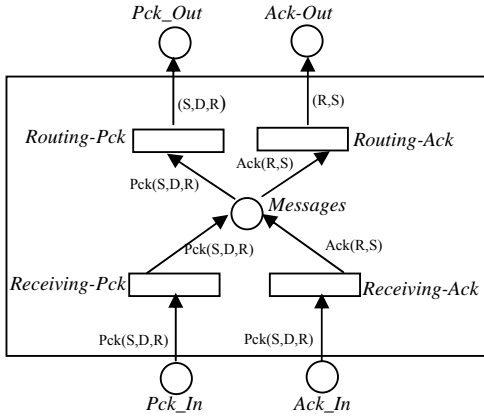 Pck_Out
Ack-Out
(S,D,R)
(R,S)
Routing-Pck
Routing-Ack
Pck(S,D,R)
Ack(R,S)
Messages
Pck(S,D,R)
Ack(R,S)
Receiving-Pck
Receiving-Ack
Pck(S,D,R)
Pck(S,D,R)
Pck_In
Ack_In